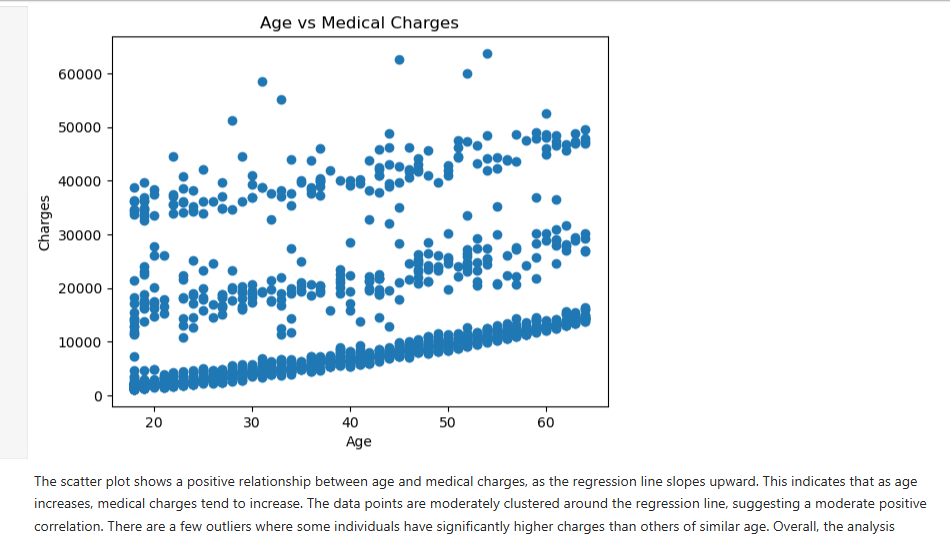 Age vs Medical Charges
60000
50000
40000
30000
20000
10000
0
Charges
20 30 40 50 60
Age
The scatter plot shows a positive relationship between age and medical charges, as the regression line slopes upward. This indicates that as age
increases, medical charges tend to increase. The data points are moderately clustered around the regression line, suggesting a moderate positive
correlation. There are a few outliers where some individuals have significantly higher charges than others of similar age. Overall, the analysis